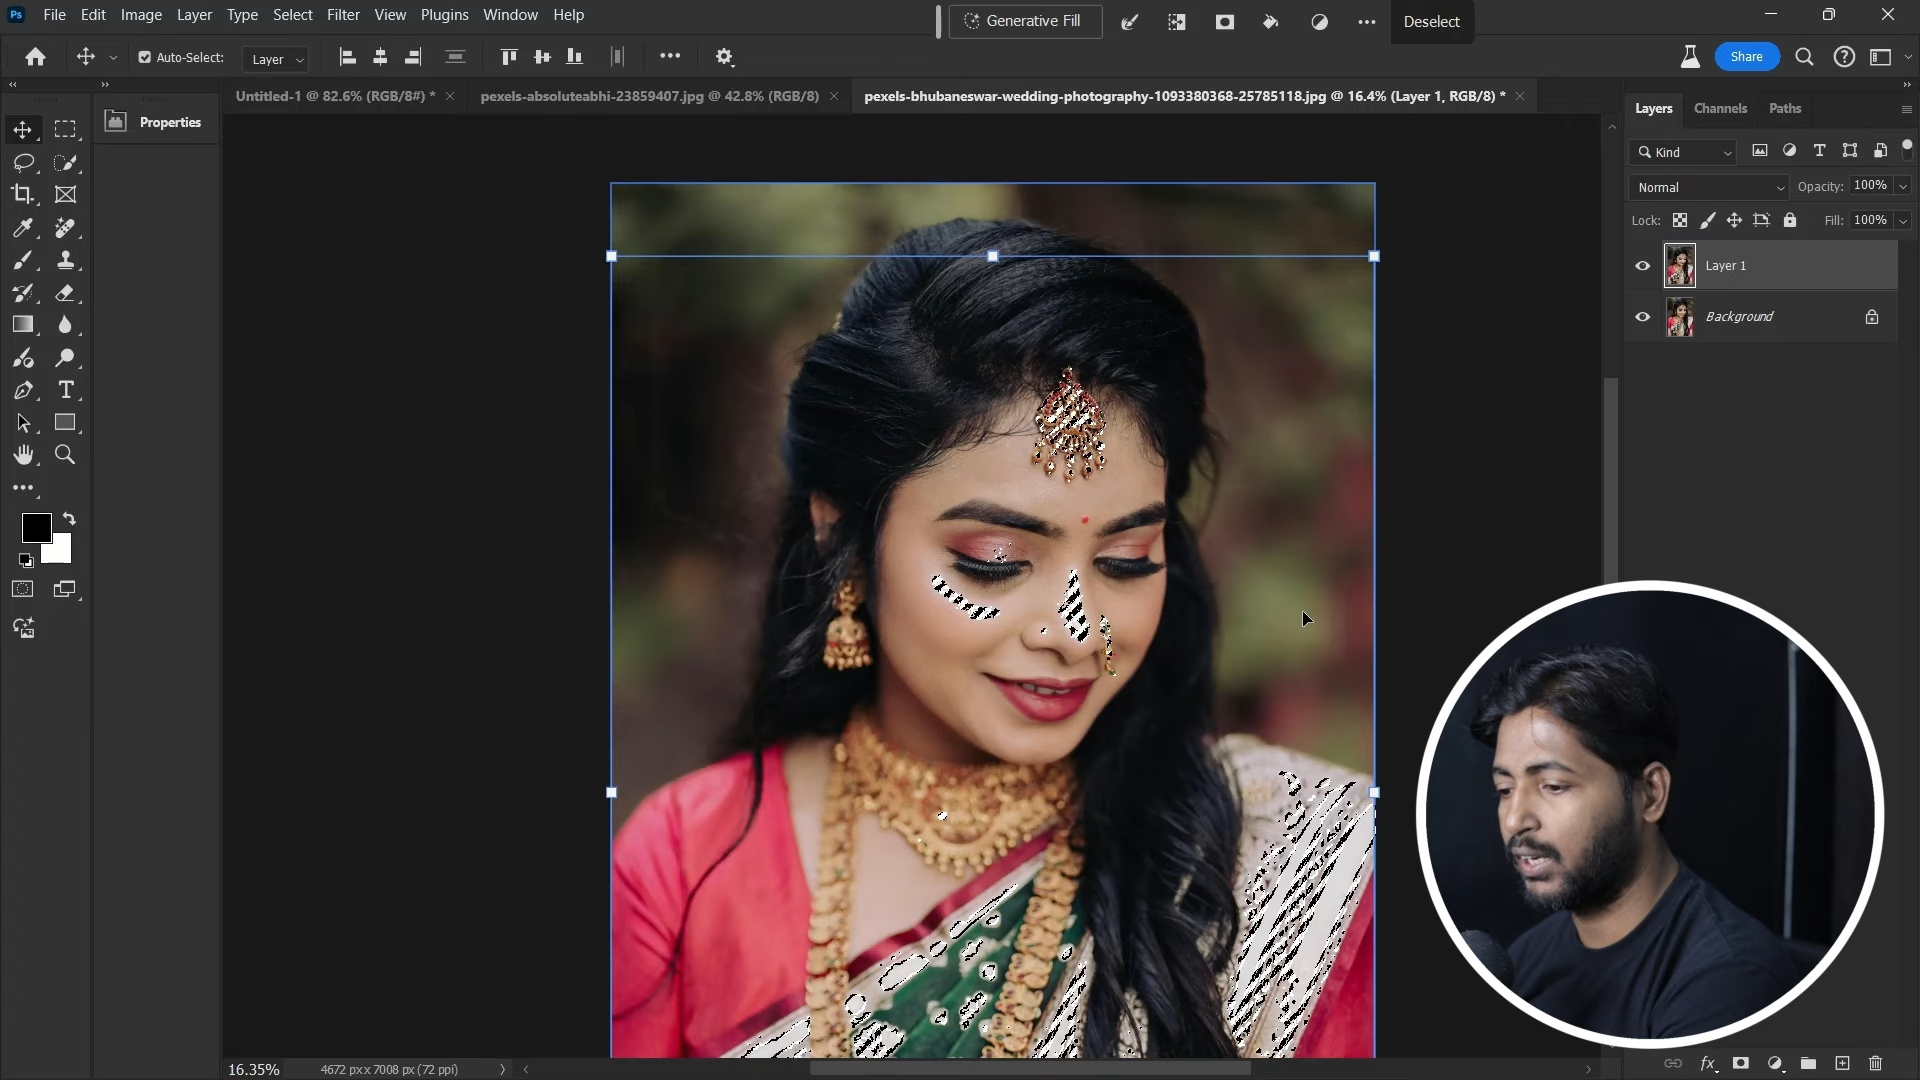 Ps File Edit Image Layer Type Select Filter View Plugins Window Help Generative Fill Deselect
Auto-Select: Layer Share
Untitled-1 @ 82.6% (RGB/8#) * pexels-absoluteabhi-23859407.jpg @ 42.8% (RGB/8) pexels-bhubaneswar-wedding-photography-1093380368-25785118.jpg @ 16.4% (Layer 1, RGB/8) *
Properties
Layers Channels Paths
Kind
Normal Opacity: 100%
Lock: Fill: 100%
Layer 1
Background
16.35% 4672 px x 7008 px (72 ppi)